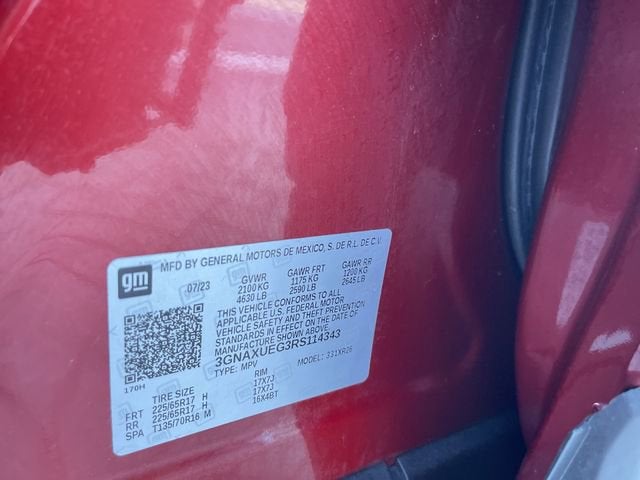 gm
MFD BY GENERAL MOTORS DE MEXICO, S. DE R.L. DE C.V.
07/23 GVWR GAWR FRT GAWR RR
2100 KG 1175 KG 1200 KG
4630 LB 2590 LB 2645 LB
THIS VEHICLE CONFORMS TO ALL
APPLICABLE U.S. FEDERAL MOTOR
VEHICLE SAFETY AND THEFT PREVENTION
STANDARDS IN EFFECT ON THE DATE OF
MANUFACTURE SHOWN ABOVE.
3GNAXUEG3RS114343
TYPE: MPV MODEL: 331XR26
170H
TIRE SIZE RIM
FRT 225/65R17 H 17X7J
RR 225/65R17 H 17X7J
SPA T135/70R16 M 16X4BT